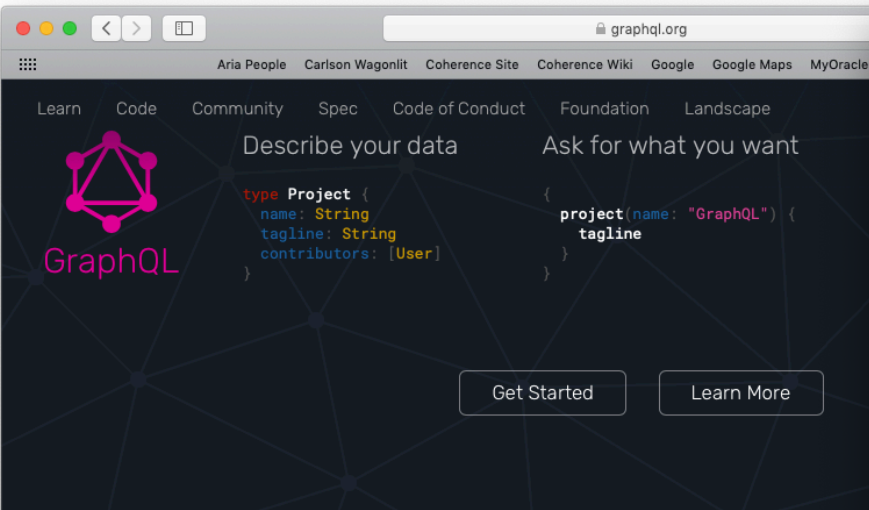 graphql.org
Aria People Carlson Wagonlit Coherence Site Coherence Wiki Google Google Maps MyOracle
Learn Code Community Spec Code of Conduct Foundation Landscape
GraphQL
Describe your data
type Project {
name: String
tagline: String
contributors: [User]
}
Ask for what you want
{
project(name: "GraphQL") {
tagline
}
}
Get Started Learn More